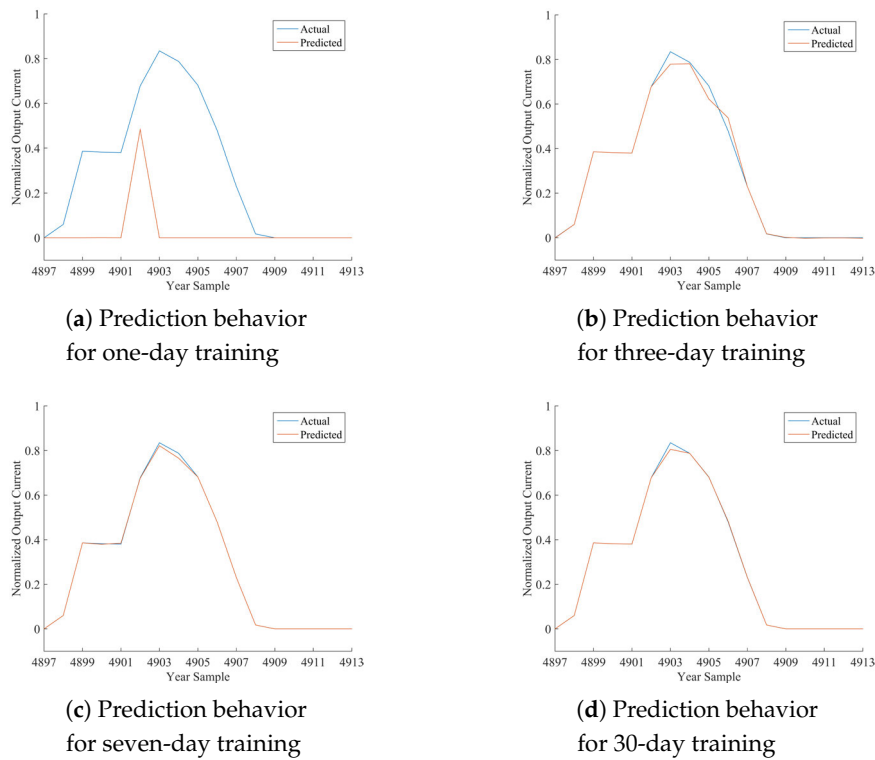 1
0.8
0.6
0.4
0.2
0
Normalized Output Current
4897 4899 4901 4903 4905 4907 4909 4911 4913
Year Sample
Actual
Predicted
(a) Prediction behavior
for one-day training
1
0.8
0.6
0.4
0.2
0
Normalized Output Current
4897 4899 4901 4903 4905 4907 4909 4911 4913
Year Sample
Actual
Predicted
(b) Prediction behavior
for three-day training
1
0.8
0.6
0.4
0.2
0
Normalized Output Current
4897 4899 4901 4903 4905 4907 4909 4911 4913
Year Sample
Actual
Predicted
(c) Prediction behavior
for seven-day training
1
0.8
0.6
0.4
0.2
0
Normalized Output Current
4897 4899 4901 4903 4905 4907 4909 4911 4913
Year Sample
Actual
Predicted
(d) Prediction behavior
for 30-day training